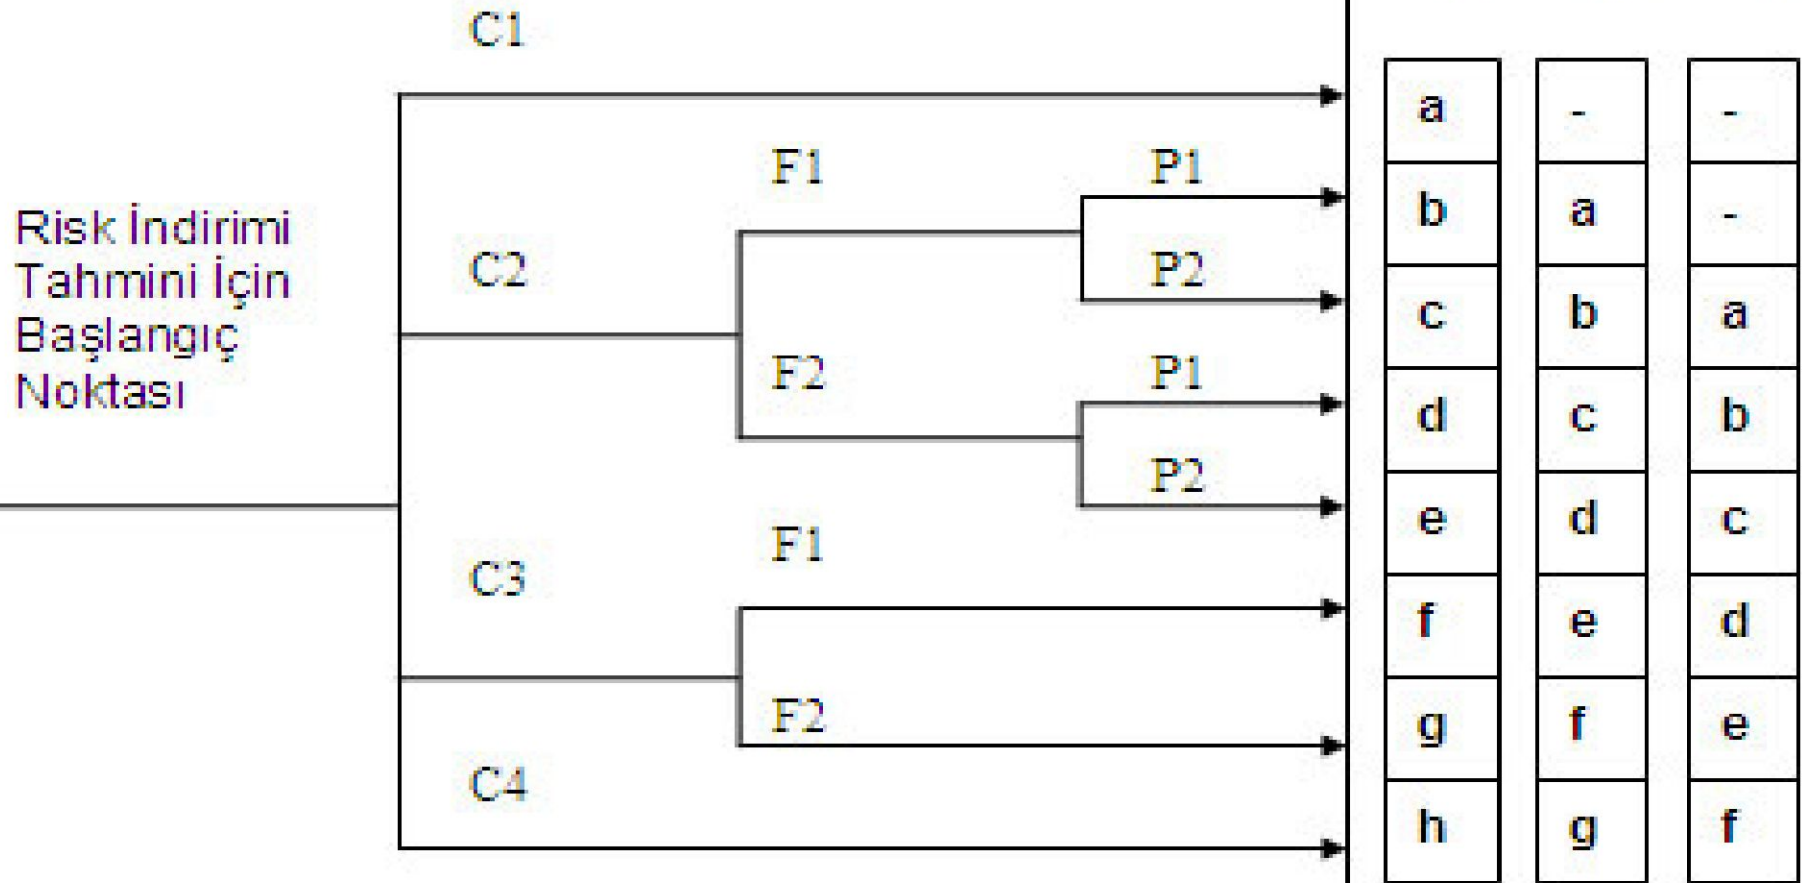 C1
a - -
F1 P1
b a -
Risk İndirimi
Tahmini İçin
Başlangıç
Noktası
C2 P2
c b a
F2 P1
d c b
P2
e d c
F1
C3
f e d
F2
g f e
C4
h g f